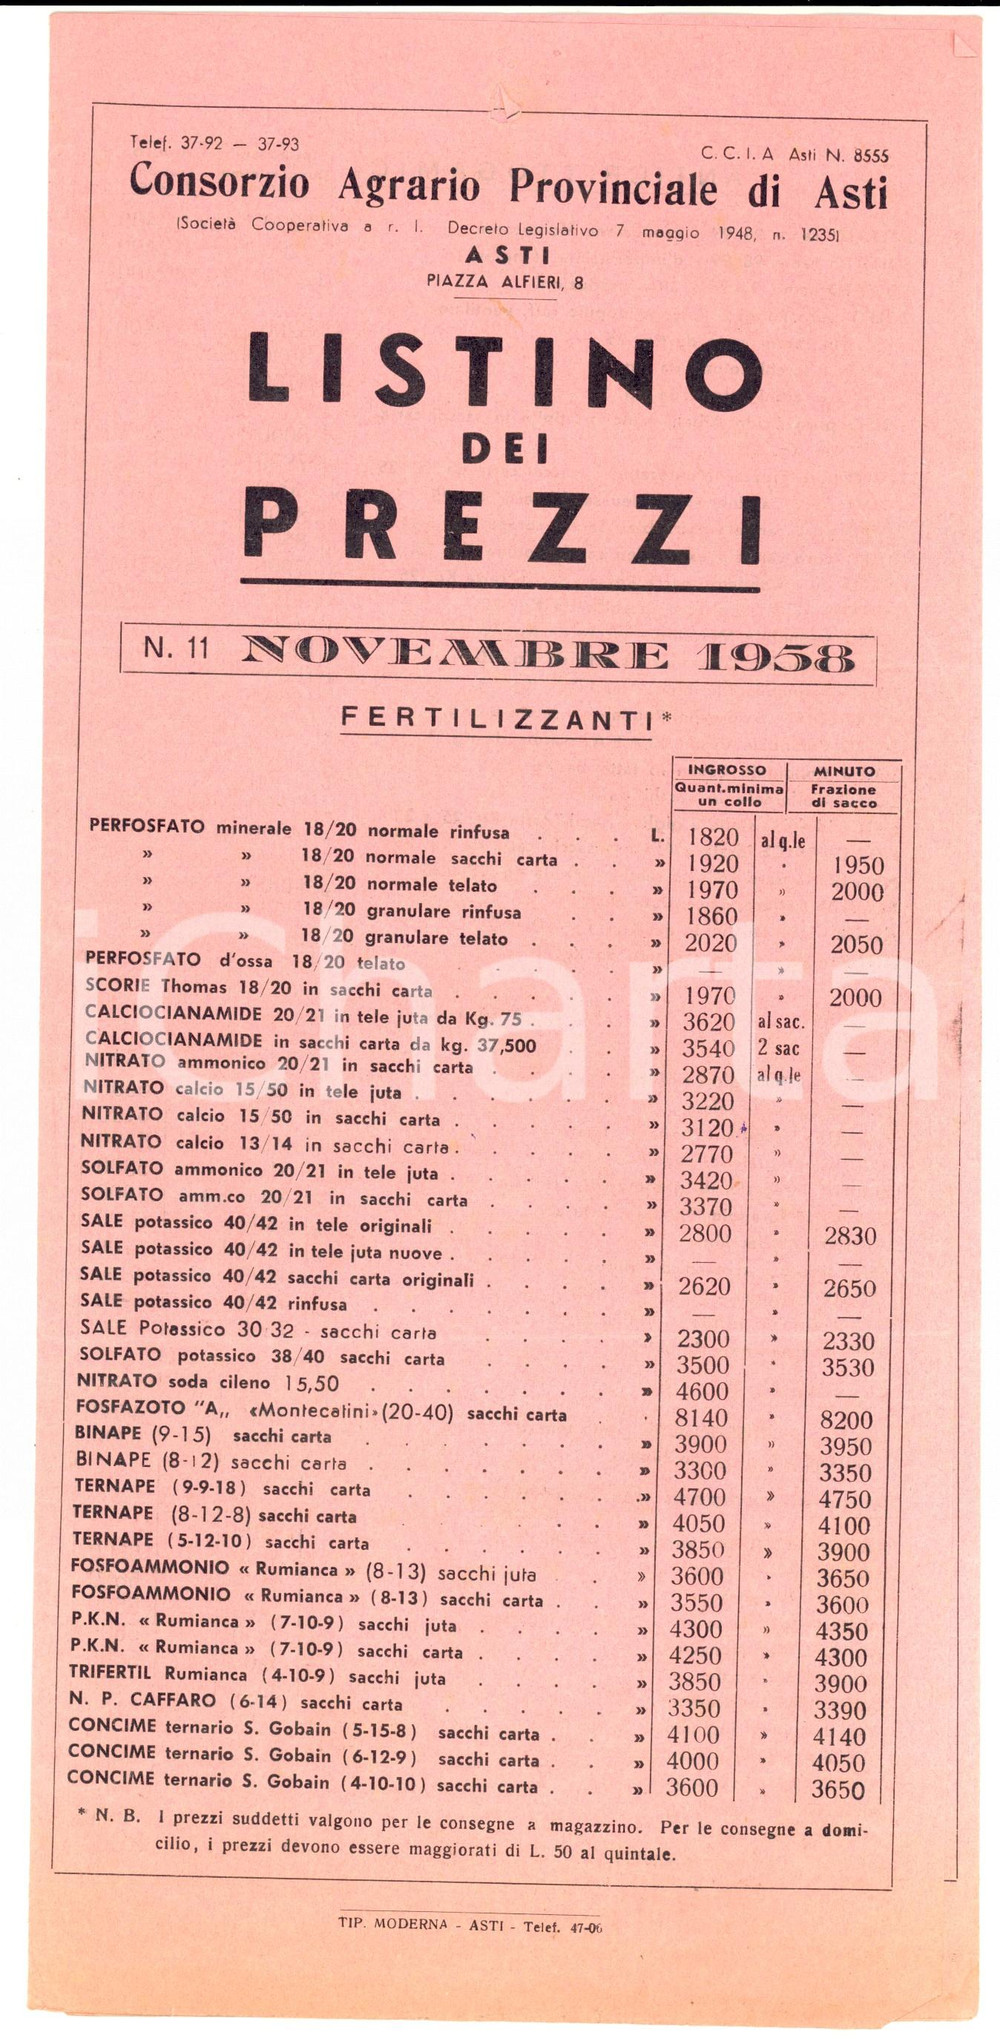 Telef. 37-92 — 37-93
C. C. I. A Asti N. 8555
Consorzio Agrario Provinciale di Asti
(Società Cooperativa a r. l. Decreto Legislativo 7 maggio 1948, n. 1235)
ASTI
PIAZZA ALFIERI, 8
LISTINO
DEI
PREZZI
N. 11 NOVEMBRE 1958
FERTILIZZANTI*
INGROSSO MINUTO
Quant.minima Frazione
un collo di sacco
PERFOSFATO minerale 18/20 normale rinfusa . . . L. 1820 al q.le —
» » 18/20 normale sacchi carta . . » 1920 » 1950
» » 18/20 normale telato . . . » 1970 » 2000
» » 18/20 granulare rinfusa . . » 1860 » —
» » 18/20 granulare telato . . . » 2020 » 2050
PERFOSFATO d'ossa 18/20 telato . . . . » — » —
SCORIE Thomas 18/20 in sacchi carta . . . . . » 1970 » 2000
CALCIOCIANAMIDE 20/21 in tele juta da Kg. 75 . . . » 3620 al sac. —
CALCIOCIANAMIDE in sacchi carta da kg. 37,500 . . » 3540 2 sac —
NITRATO ammonico 20/21 in sacchi carta . . . . » 2870 al q.le —
NITRATO calcio 15/50 in tele juta . . . . . . » 3220 » —
NITRATO calcio 15/50 in sacchi carta . . . . . » 3120 » —
NITRATO calcio 13/14 in sacchi carta . . . . . » 2770 » —
SOLFATO ammonico 20/21 in tele juta . . . . . » 3420 » —
SOLFATO amm.co 20/21 in sacchi carta . . . . » 3370 » —
SALE potassico 40/42 in tele originali . . . . . » 2800 » 2830
SALE potassico 40/42 in tele juta nuove . . . . . » — » —
SALE potassico 40/42 sacchi carta originali . . . . » 2620 » 2650
SALE potassico 40/42 rinfusa . . . . . . . » — » —
SALE Potassico 30 32 - sacchi carta . . . . » 2300 » 2330
SOLFATO potassico 38/40 sacchi carta . . . . » 3500 » 3530
NITRATO soda cileno 15,50 . . . . . . . » 4600 » —
FOSFAZOTO "A„ «Montecatini» (20-40) sacchi carta . . 8140 » 8200
BINAPE (9-15) sacchi carta . . . . . . . » 3900 » 3950
BINAPE (8-12) sacchi carta . . . . . . . » 3300 » 3350
TERNAPE (9-9-18) sacchi carta . . . . . .» 4700 » 4750
TERNAPE (8-12-8) sacchi carta . . . . . » 4050 » 4100
TERNAPE (5-12-10) sacchi carta . . . . . . » 3850 » 3900
FOSFOAMMONIO « Rumianca » (8-13) sacchi juta . . » 3600 » 3650
FOSFOAMMONIO « Rumianca » (8-13) sacchi carta . . » 3550 » 3600
P.K.N. « Rumianca » (7-10-9) sacchi juta . . . . » 4300 » 4350
P.K.N. « Rumianca » (7-10-9) sacchi carta . . . . » 4250 » 4300
TRIFERTIL Rumianca (4-10-9) sacchi juta . . . . » 3850 » 3900
N. P. CAFFARO (6-14) sacchi carta . . . . . » 3350 » 3390
CONCIME ternario S. Gobain (5-15-8) sacchi carta . . » 4100 » 4140
CONCIME ternario S. Gobain (6-12-9) sacchi carta . . » 4000 » 4050
CONCIME ternario S. Gobain (4-10-10) sacchi carta . . » 3600 » 3650
* N. B. I prezzi suddetti valgono per le consegne a magazzino. Per le consegne a domi-
cilio, i prezzi devono essere maggiorati di L. 50 al quintale.
TIP. MODERNA - ASTI - Telef. 47-06